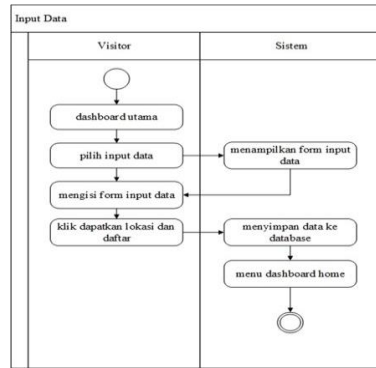 Input Data
Visitor
Sistem
dashboard utama
pilih input data
menampilkan form input
data
mengisi form input data
klik dapatkan lokasi dan
daftar
menyimpan data ke
database
menu dashboard home